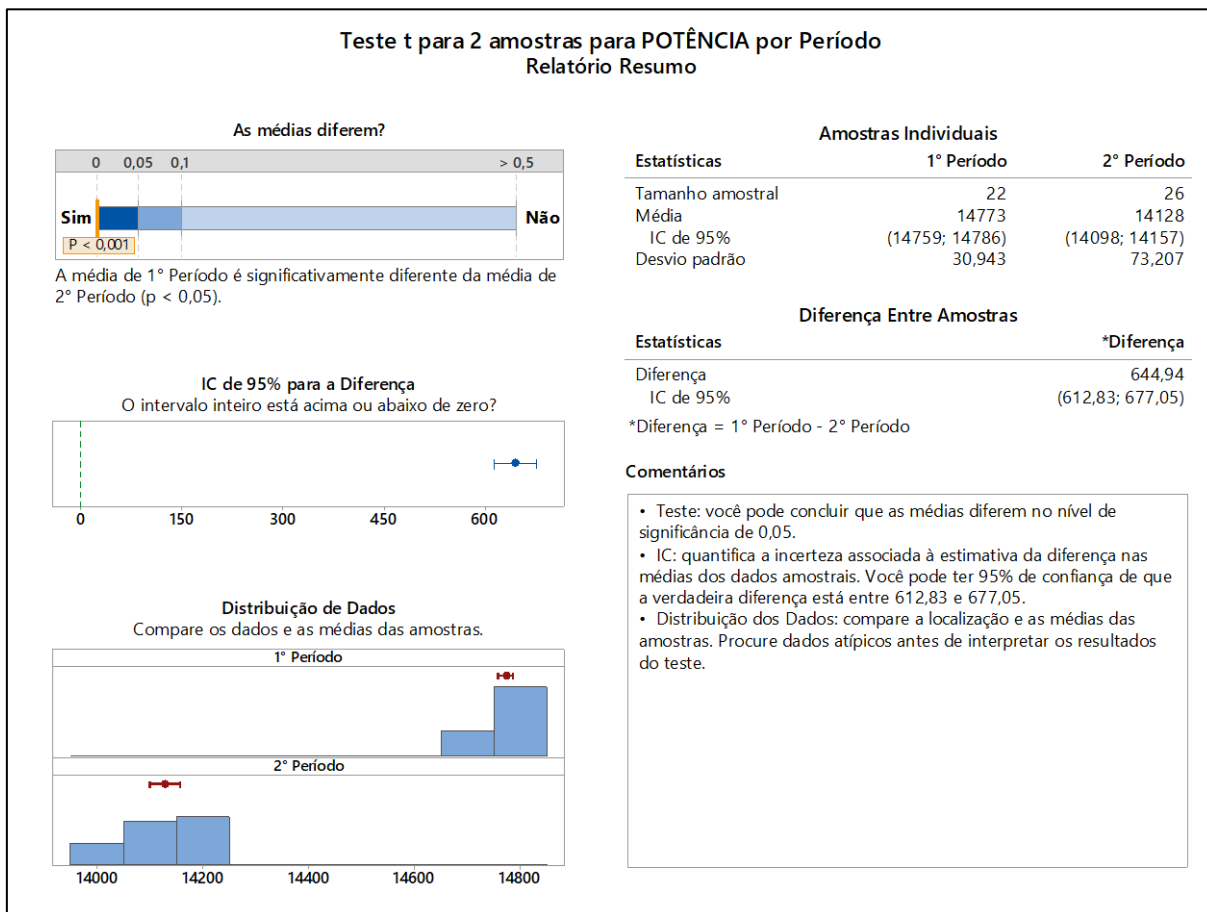 Teste t para 2 amostras para POTÊNCIA por Período
Relatório Resumo
As médias diferem?
0 0,05 0,1 > 0,5
Sim Não
P < 0,001
A média de 1° Período é significativamente diferente da média de
2° Período (p < 0,05).
IC de 95% para a Diferença
O intervalo inteiro está acima ou abaixo de zero?
0 150 300 450 600
Distribuição de Dados
Compare os dados e as médias das amostras.
1° Período
2° Período
14000 14200 14400 14600 14800
Amostras Individuais
Estatísticas 1° Período 2° Período
Tamanho amostral 22 26
Média 14773 14128
IC de 95% (14759; 14786) (14098; 14157)
Desvio padrão 30,943 73,207
Diferença Entre Amostras
Estatísticas *Diferença
Diferença 644,94
IC de 95% (612,83; 677,05)
*Diferença = 1° Período - 2° Período
Comentários
• Teste: você pode concluir que as médias diferem no nível de
significância de 0,05.
• IC: quantifica a incerteza associada à estimativa da diferença nas
médias dos dados amostrais. Você pode ter 95% de confiança de que
a verdadeira diferença está entre 612,83 e 677,05.
• Distribuição dos Dados: compare a localização e as médias das
amostras. Procure dados atípicos antes de interpretar os resultados
do teste.